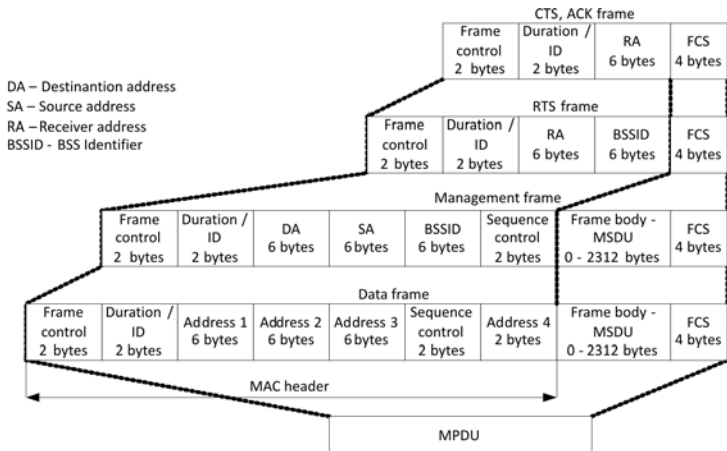 CTS, ACK frame
Frame control 2 bytes
Duration / ID 2 bytes
RA 6 bytes
FCS 4 bytes
DA – Destinantion address
SA – Source address
RA – Receiver address
BSSID - BSS Identifier
RTS frame
Frame control 2 bytes
Duration / ID 2 bytes
RA 6 bytes
BSSID 6 bytes
FCS 4 bytes
Management frame
Frame control 2 bytes
Duration / ID 2 bytes
DA 6 bytes
SA 6 bytes
BSSID 6 bytes
Sequence control 2 bytes
Frame body - MSDU 0 - 2312 bytes
FCS 4 bytes
Data frame
Frame control 2 bytes
Duration / ID 2 bytes
Address 1 6 bytes
Address 2 6 bytes
Address 3 6 bytes
Sequence control 2 bytes
Address 4 2 bytes
Frame body - MSDU 0 - 2312 bytes
FCS 4 bytes
MAC header
MPDU